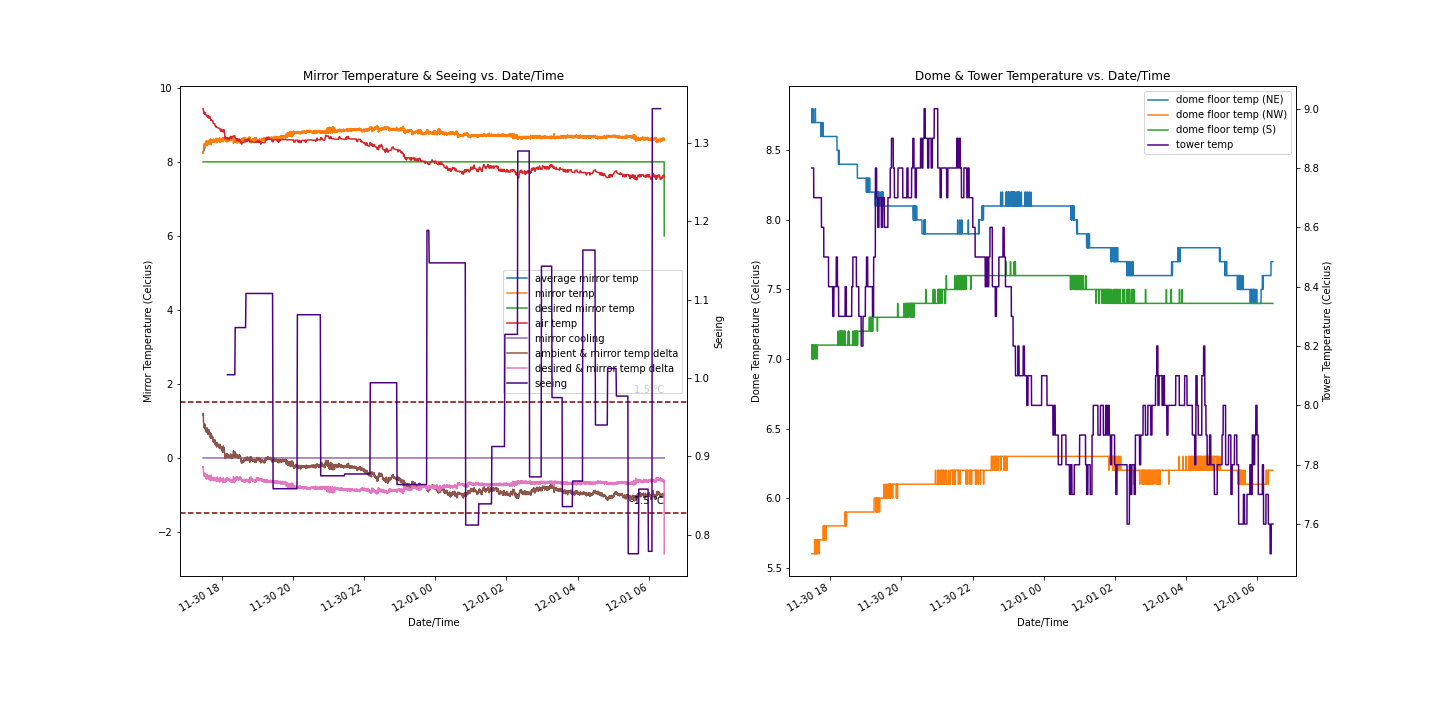 Mirror Temperature & Seeing vs. Date/Time
Mirror Temperature (Celcius)
10
8
6
4
2
0
−2
1.3
1.2
1.1
1.0
0.9
0.8
Seeing
average mirror temp
mirror temp
desired mirror temp
air temp
mirror cooling
ambient & mirror temp delta
desired & mirror temp delta
seeing
1.5 °C
-1.5 °C
11-30 18
11-30 20
11-30 22
12-01 00
12-01 02
12-01 04
12-01 06
Date/Time
Dome & Tower Temperature vs. Date/Time
Dome Temperature (Celcius)
8.5
8.0
7.5
7.0
6.5
6.0
5.5
9.0
8.8
8.6
8.4
8.2
8.0
7.8
7.6
Tower Temperature (Celcius)
dome floor temp (NE)
dome floor temp (NW)
dome floor temp (S)
tower temp
11-30 18
11-30 20
11-30 22
12-01 00
12-01 02
12-01 04
12-01 06
Date/Time